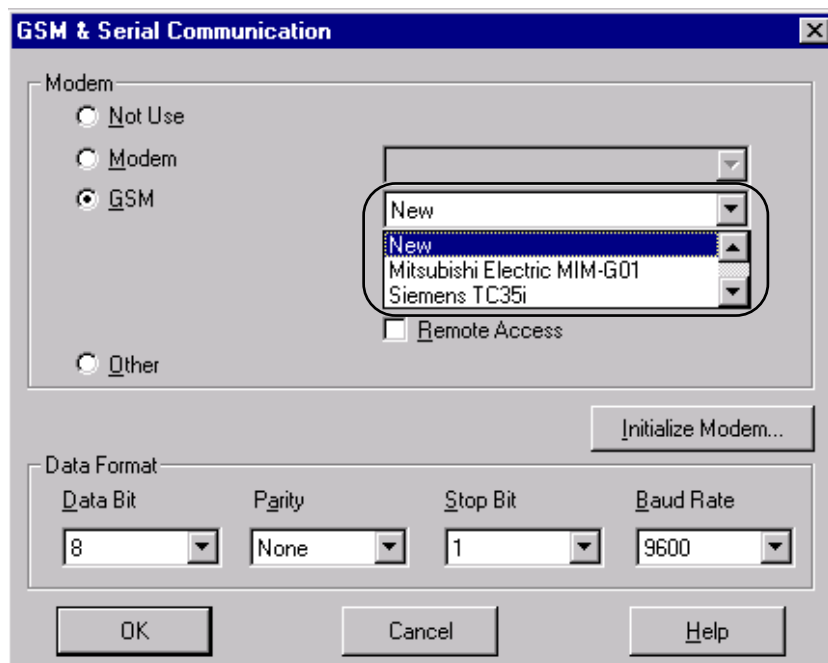 GSM & Serial Communication
Modem
Not Use
Modem
GSM
New
New
Mitsubishi Electric MIM-G01
Siemens TC35i
Remote Access
Other
Initialize Modem...
Data Format
Data Bit Parity Stop Bit Baud Rate
8 None 1 9600
OK Cancel Help